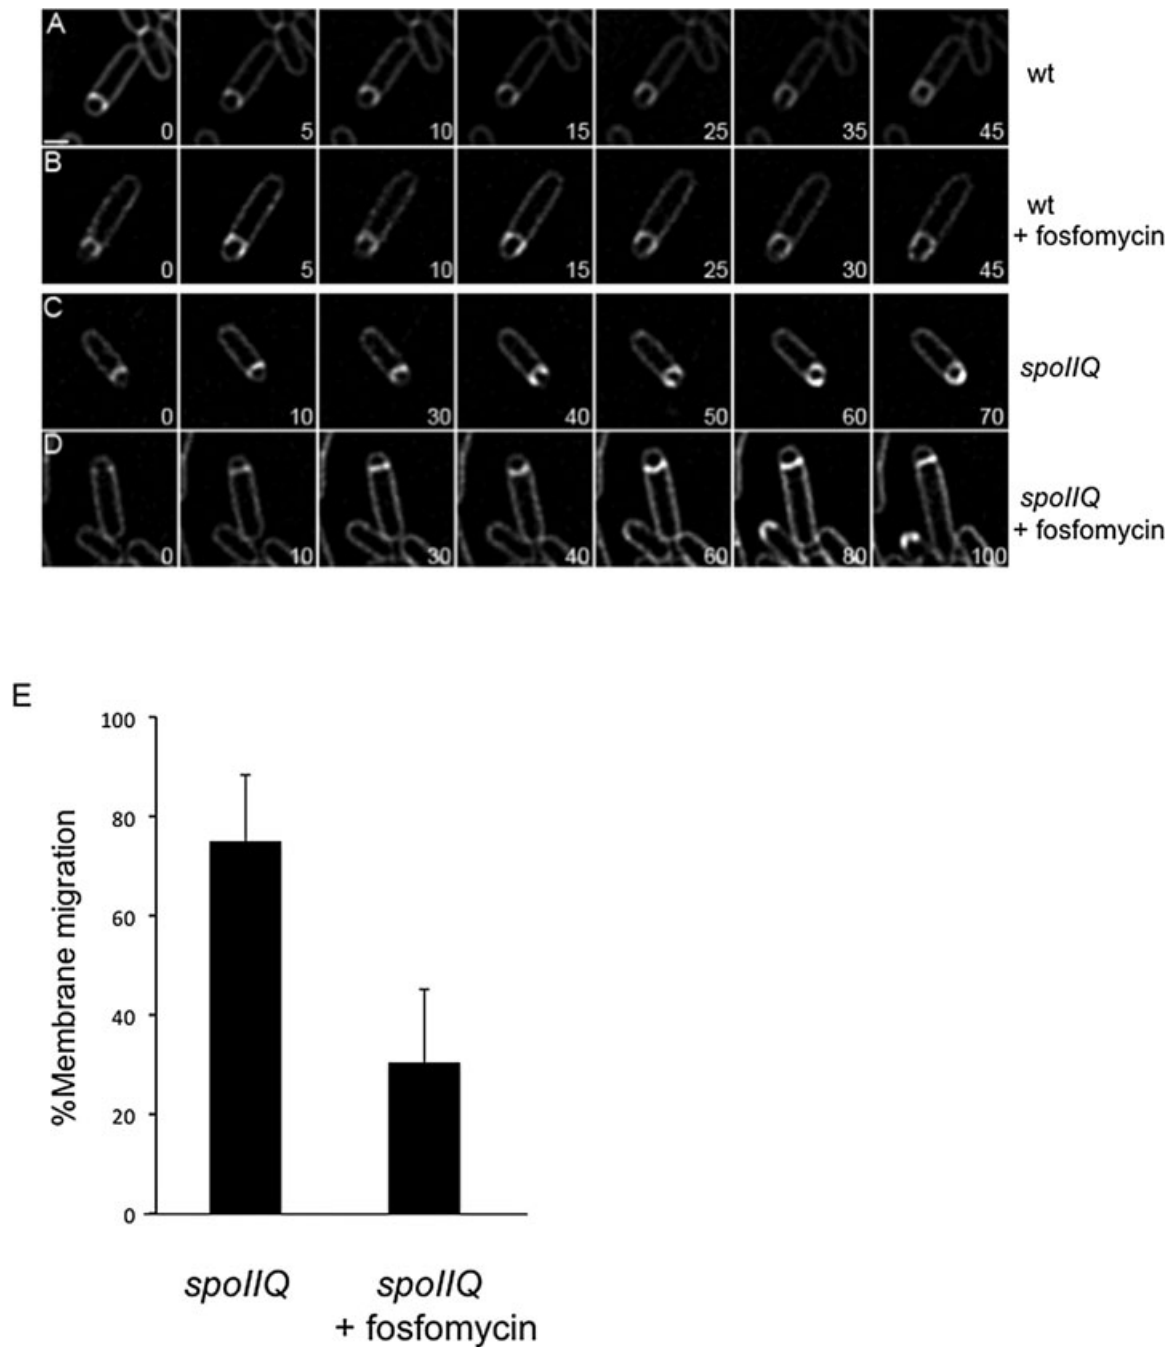 A
0 5 10 15 25 35 45
wt
B
0 5 10 15 25 30 45
wt
+ fosfomycin
C
0 10 30 40 50 60 70
spoIIQ
D
0 10 30 40 60 80 100
spoIIQ
+ fosfomycin
E
%Membrane migration
100
80
60
40
20
0
spoIIQ
spoIIQ
+ fosfomycin